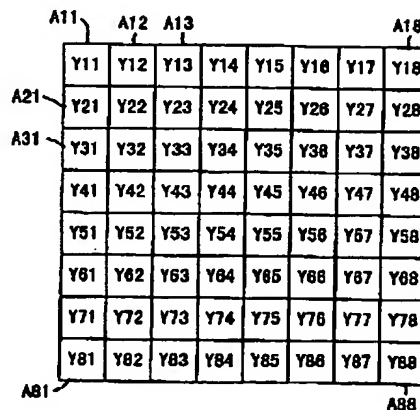 A11 A12 A13 A18
Y11 Y12 Y13 Y14 Y15 Y16 Y17 Y18
A21 Y21 Y22 Y23 Y24 Y25 Y26 Y27 Y28
A31 Y31 Y32 Y33 Y34 Y35 Y36 Y37 Y38
Y41 Y42 Y43 Y44 Y45 Y46 Y47 Y48
Y51 Y52 Y53 Y54 Y55 Y56 Y57 Y58
Y61 Y62 Y63 Y64 Y65 Y66 Y67 Y68
Y71 Y72 Y73 Y74 Y75 Y76 Y77 Y78
Y81 Y82 Y83 Y84 Y85 Y86 Y87 Y88
A81 A88